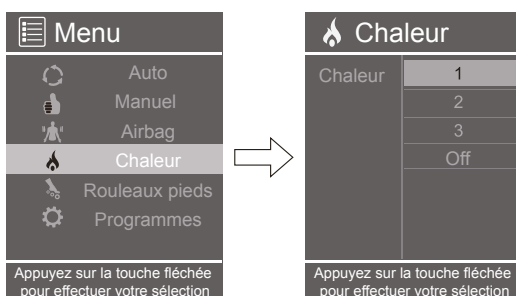 Menu
Auto
Manuel
Airbag
Chaleur
Rouleaux pieds
Programmes
Appuyez sur la touche fléchée
pour effectuer votre sélection
Chaleur
Chaleur
1
2
3
Off
Appuyez sur la touche fléchée
pour effectuer votre sélection